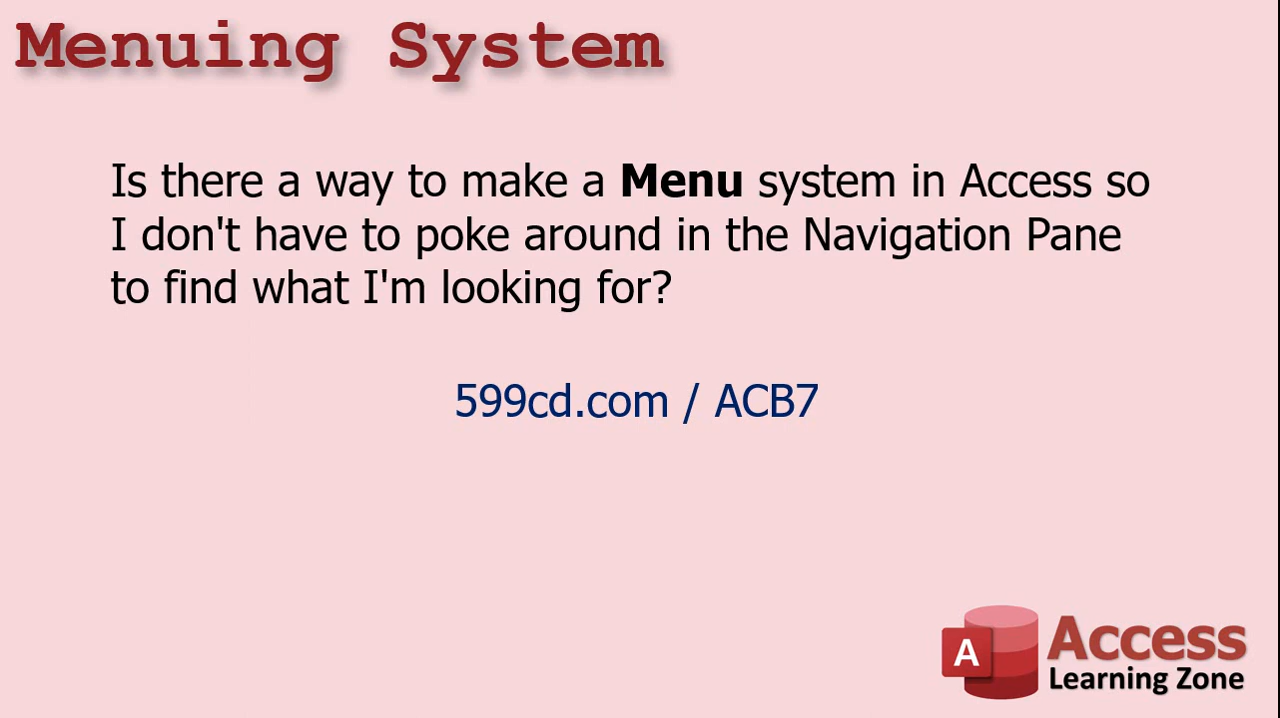 Menuing System
Is there a way to make a Menu system in Access so
I don't have to poke around in the Navigation Pane
to find what I'm looking for?
599cd.com / ACB7
A
Access
Learning Zone